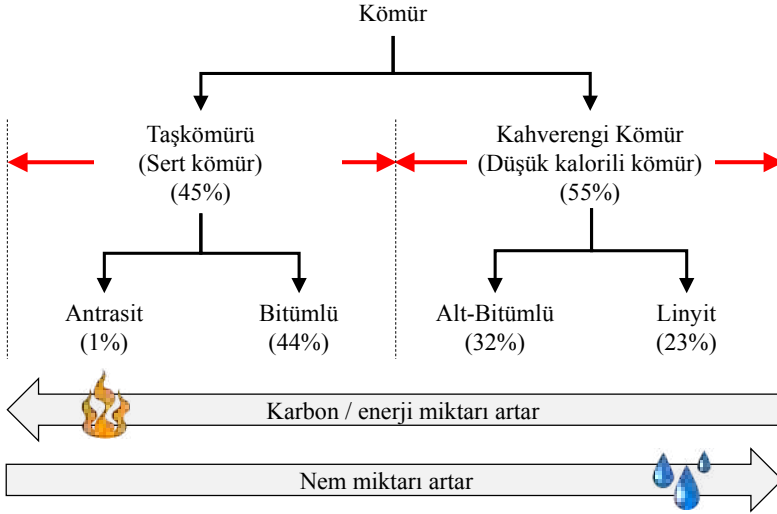 Kömür
Taşkömürü
(Sert kömür)
(45%)
Kahverengi Kömür
(Düşük kalorili kömür)
(55%)
Antrasit
(1%)
Bitümlü
(44%)
Alt-Bitümlü
(32%)
Linyit
(23%)
Karbon / enerji miktarı artar
Nem miktarı artar